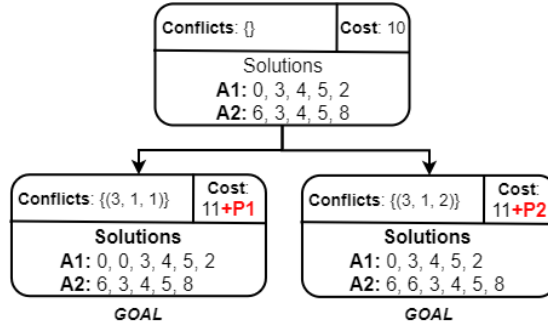 Conflicts: {}
Cost: 10
Solutions
A1: 0, 3, 4, 5, 2
A2: 6, 3, 4, 5, 8
Conflicts: {(3, 1, 1)}
Cost:
11+P1
Solutions
A1: 0, 0, 3, 4, 5, 2
A2: 6, 3, 4, 5, 8
GOAL
Conflicts: {(3, 1, 2)}
Cost:
11+P2
Solutions
A1: 0, 3, 4, 5, 2
A2: 6, 6, 3, 4, 5, 8
GOAL